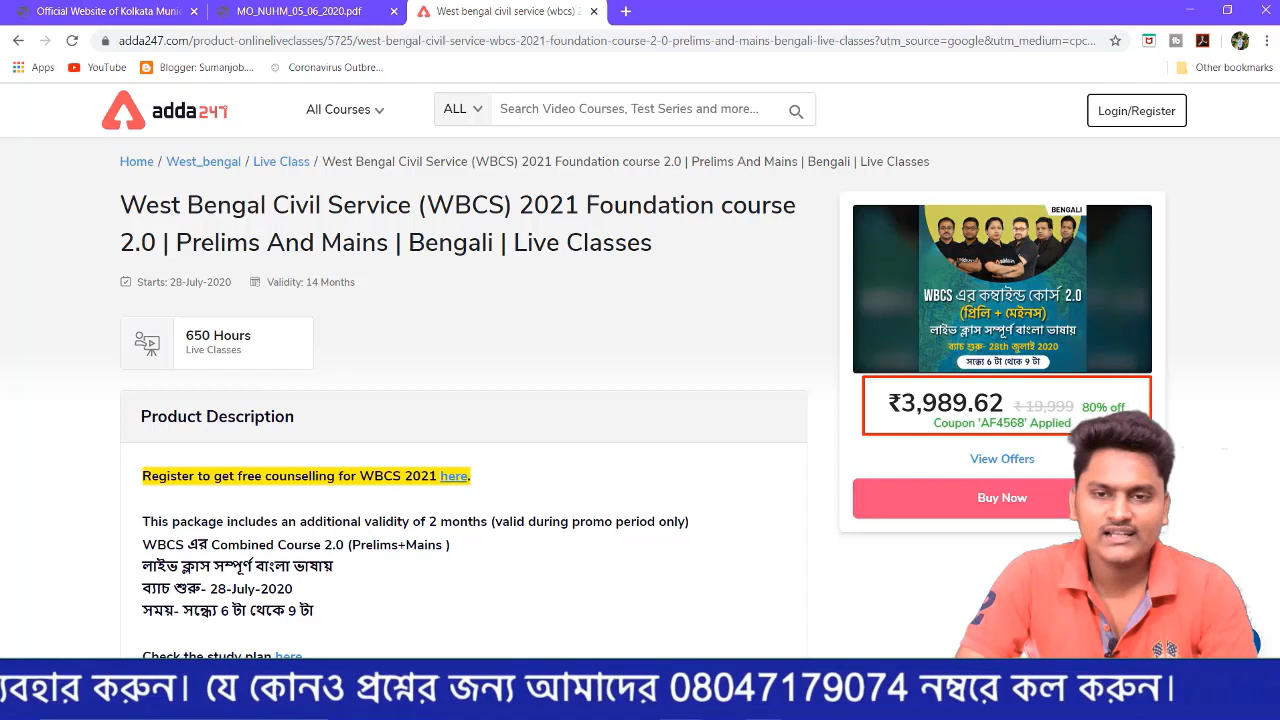 Official Website of Kolkata Munic
MO_NUHM_05_06_2020.pdf
West bengal civil service (wbcs) 2
adda247.com/product-onlineliveclasses/5725/west-bengal-civil-service-wbcs-2021-foundation-course-2-0-prelims-and-mains-bengali-live-classes?utm_source=google&utm_medium=cpc...
Apps
YouTube
Blogger: Sumanjob....
Coronavirus Outbre...
Other bookmarks
adda247
All Courses
ALL
Search Video Courses, Test Series and more...
Login/Register
Home / West_bengal / Live Class / West Bengal Civil Service (WBCS) 2021 Foundation course 2.0 | Prelims And Mains | Bengali | Live Classes
West Bengal Civil Service (WBCS) 2021 Foundation course
2.0 | Prelims And Mains | Bengali | Live Classes
Starts: 28-July-2020
Validity: 14 Months
650 Hours
Live Classes
BENGALI
WBCS এর কম্বাইন্ড কোর্স 2.0
(প্রিলি + মেইনস)
লাইভ ক্লাস সম্পূর্ণ বাংলা ভাষায়
ব্যাচ শুরু- 28th জুলাই 2020
সন্ধ্যে 6 টা থেকে 9 টা
₹3,989.62 ₹ 19,999 80% off
Coupon 'AF4568' Applied
View Offers
Buy Now
Product Description
Register to get free counselling for WBCS 2021 here.
This package includes an additional validity of 2 months (valid during promo period only)
WBCS এর Combined Course 2.0 (Prelims+Mains )
লাইভ ক্লাস সম্পূর্ণ বাংলা ভাষায়
ব্যাচ শুরু- 28-July-2020
সময়- সন্ধ্যে 6 টা থেকে 9 টা
Check the study plan here
করুন। যে কোনও প্রশ্নের জন্য আমাদের 08047179074 নম্বরে কল করুন।